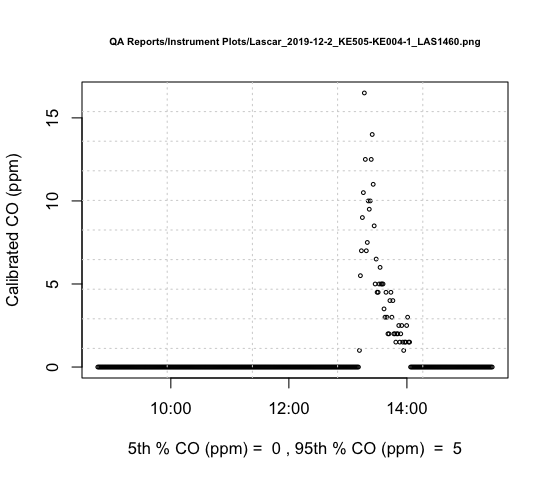 QA Reports/Instrument Plots/Lascar_2019-12-2_KE505-KE004-1_LAS1460.png
Calibrated CO (ppm)
15
10
5
0
10:00 12:00 14:00
5th % CO (ppm) = 0 , 95th % CO (ppm) = 5